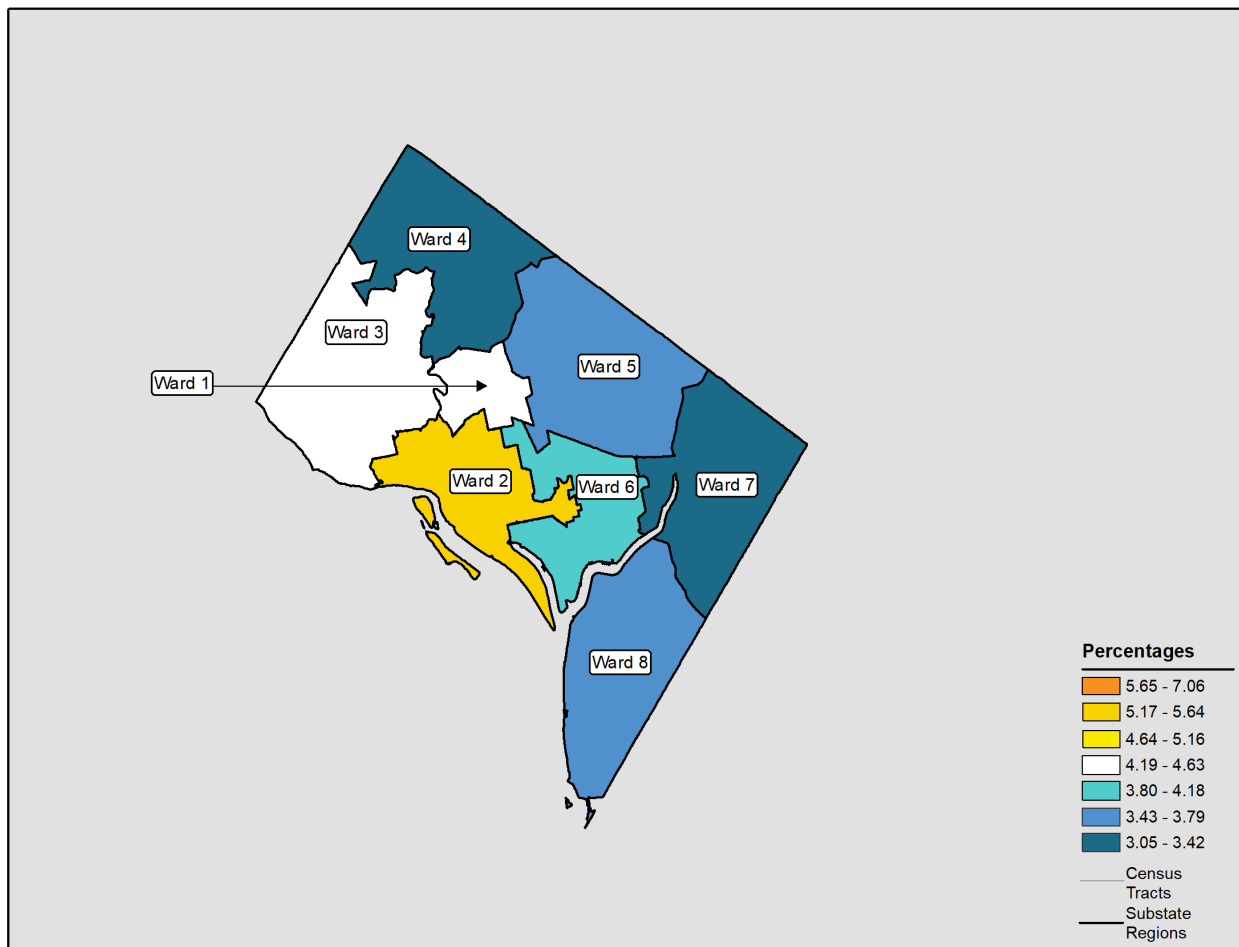 Ward 4
Ward 3
Ward 5
Ward 1
Ward 2
Ward 6
Ward 7
Ward 8
Percentages
5.65 - 7.06
5.17 - 5.64
4.64 - 5.16
4.19 - 4.63
3.80 - 4.18
3.43 - 3.79
3.05 - 3.42
Census
Tracts
Substate
Regions